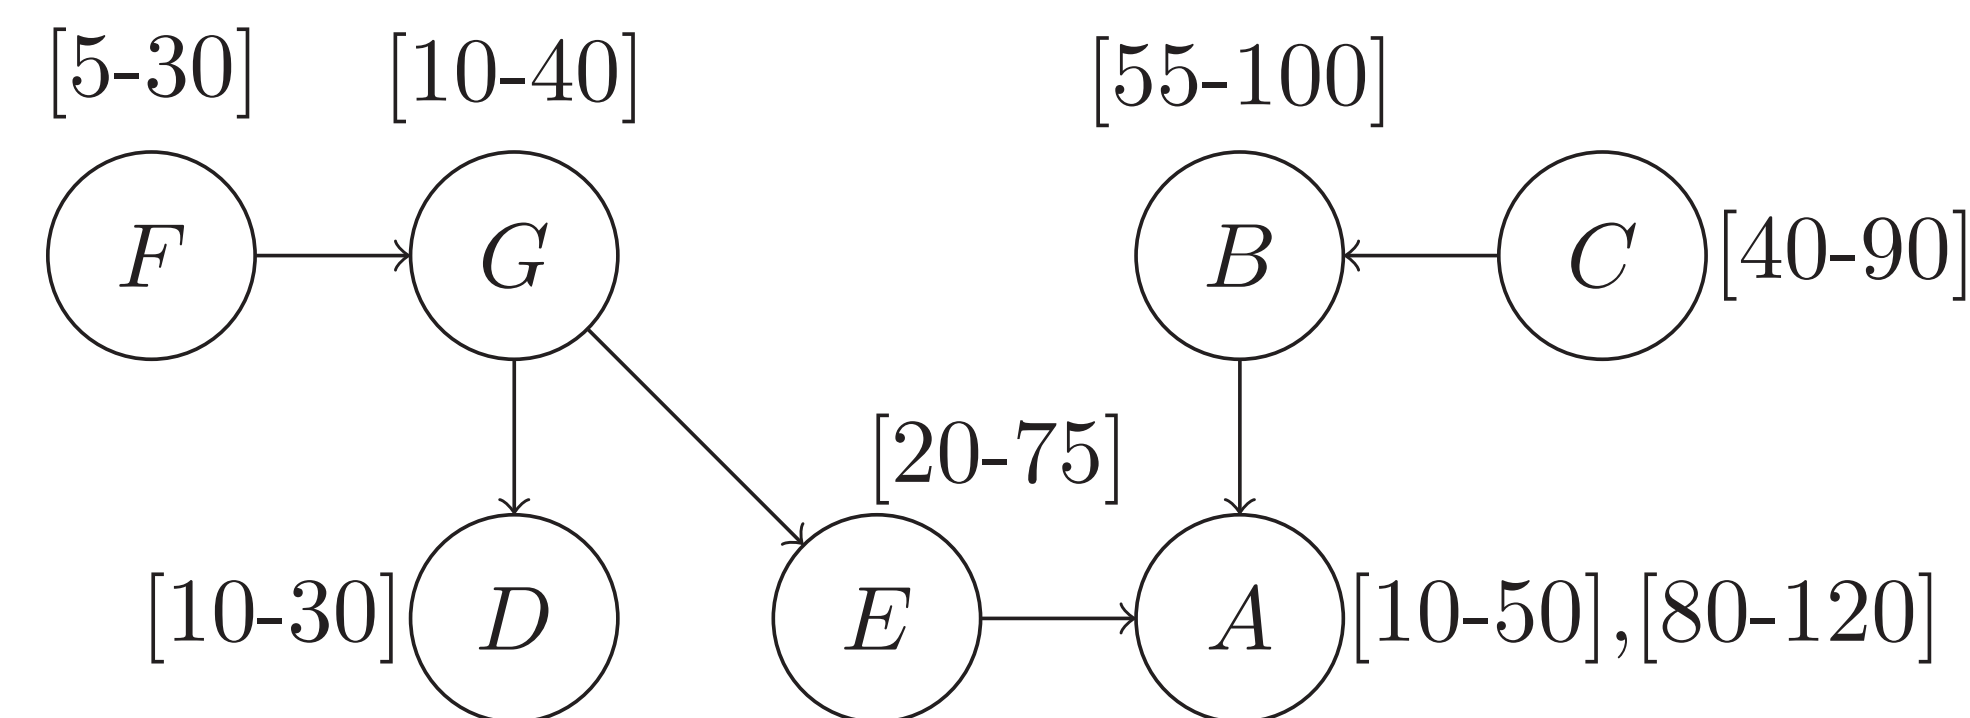 [5-30] [10-40] [55-100]
F G B C [40-90]
[20-75]
[10-30] D E A [10-50],[80-120]